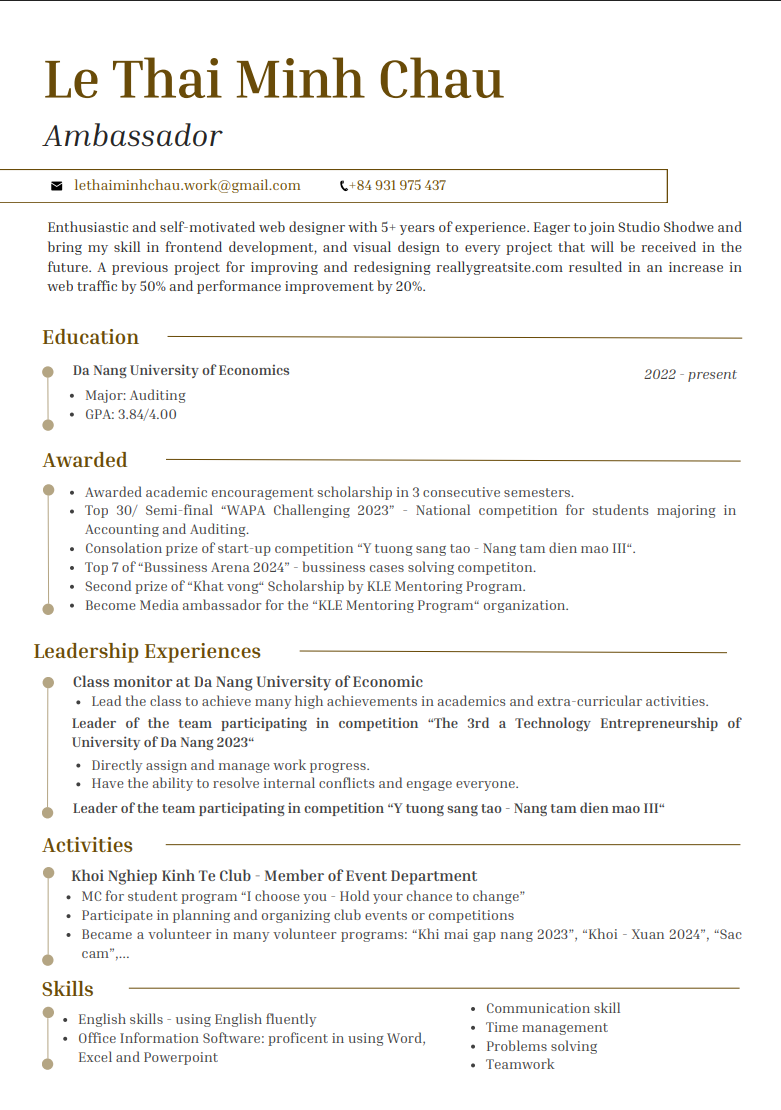 Le Thai Minh Chau
Ambassador
lethaiminhchau.work@gmail.com +84 931 975 437
Enthusiastic and self-motivated web designer with 5+ years of experience. Eager to join Studio Shodwe and
bring my skill in frontend development, and visual design to every project that will be received in the
future. A previous project for improving and redesigning reallygreatsite.com resulted in an increase in
web traffic by 50% and performance improvement by 20%.
Education
Da Nang University of Economics
2022 - present
• Major: Auditing
• GPA: 3.84/4.00
Awarded
• Awarded academic encouragement scholarship in 3 consecutive semesters.
• Top 30/ Semi-final “WAPA Challenging 2023” - National competition for students majoring in
Accounting and Auditing.
• Consolation prize of start-up competition “Y tuong sang tao - Nang tam dien mao III“.
• Top 7 of “Bussiness Arena 2024” - bussiness cases solving competiton.
• Second prize of “Khat vong“ Scholarship by KLE Mentoring Program.
• Become Media ambassador for the “KLE Mentoring Program“ organization.
Leadership Experiences
Class monitor at Da Nang University of Economic
• Lead the class to achieve many high achievements in academics and extra-curricular activities.
Leader of the team participating in competition “The 3rd a Technology Entrepreneurship of
University of Da Nang 2023“
• Directly assign and manage work progress.
• Have the ability to resolve internal conflicts and engage everyone.
Leader of the team participating in competition “Y tuong sang tao - Nang tam dien mao III“
Activities
Khoi Nghiep Kinh Te Club - Member of Event Department
• MC for student program “I choose you - Hold your chance to change”
• Participate in planning and organizing club events or competitions
• Became a volunteer in many volunteer programs: “Khi mai gap nang 2023”, “Khoi - Xuan 2024”, “Sac
cam”,...
Skills
• English skills - using English fluently
• Office Information Software: proficent in using Word,
Excel and Powerpoint
• Communication skill
• Time management
• Problems solving
• Teamwork